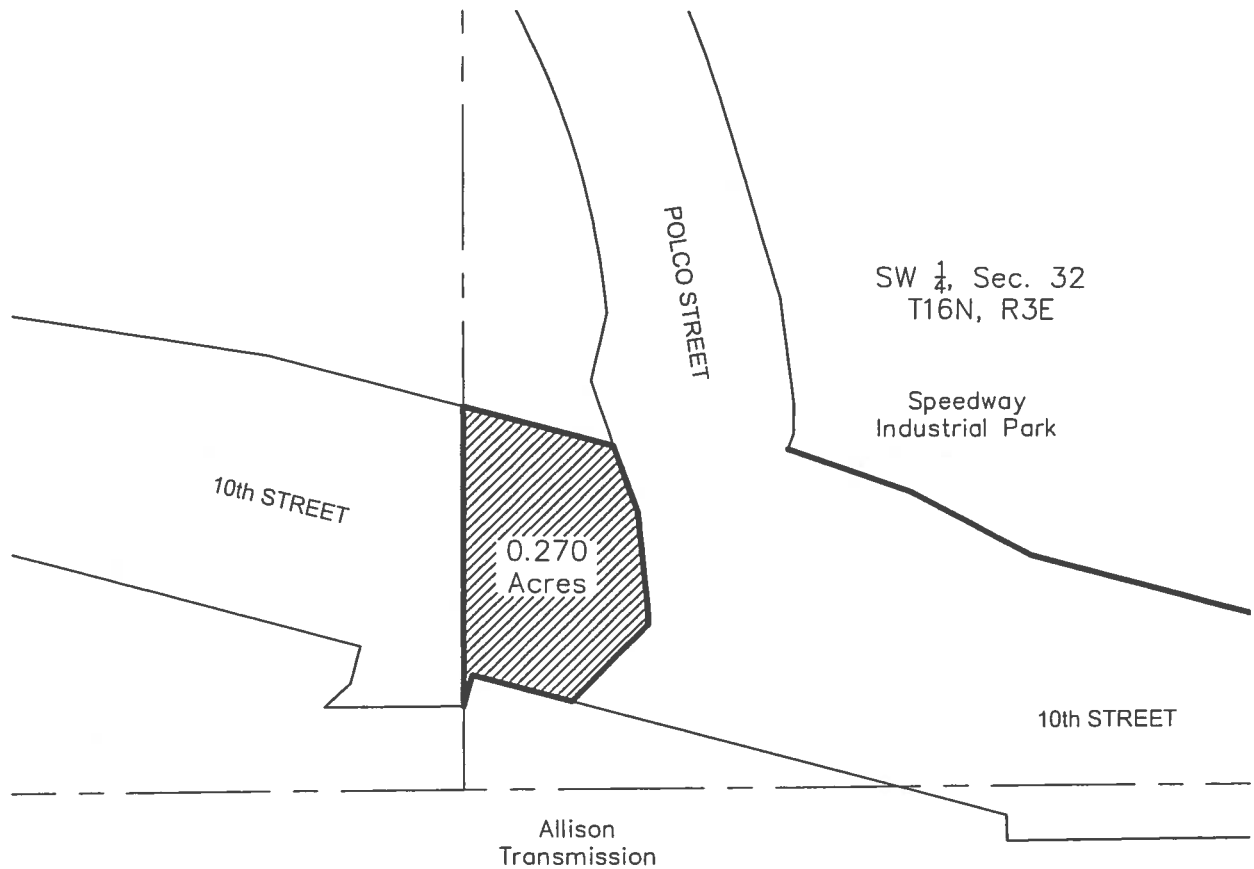 POLCO STREET
SW 1/4, Sec. 32
T16N, R3E
Speedway
Industrial Park
10th STREET
0.270
Acres
10th STREET
Allison
Transmission